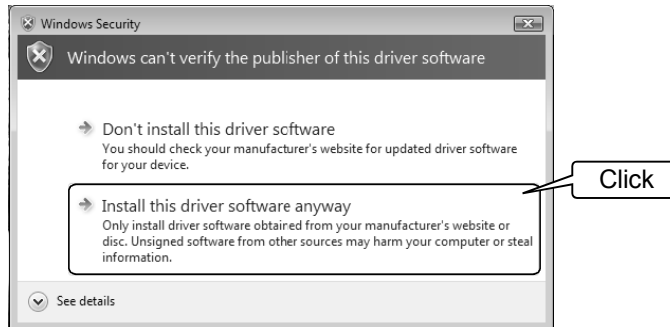 Windows Security
Windows can't verify the publisher of this driver software
Don't install this driver software
You should check your manufacturer's website for updated driver software
for your device.
Click
Install this driver software anyway
Only install driver software obtained from your manufacturer's website or
disc. Unsigned software from other sources may harm your computer or steal
information.
See details